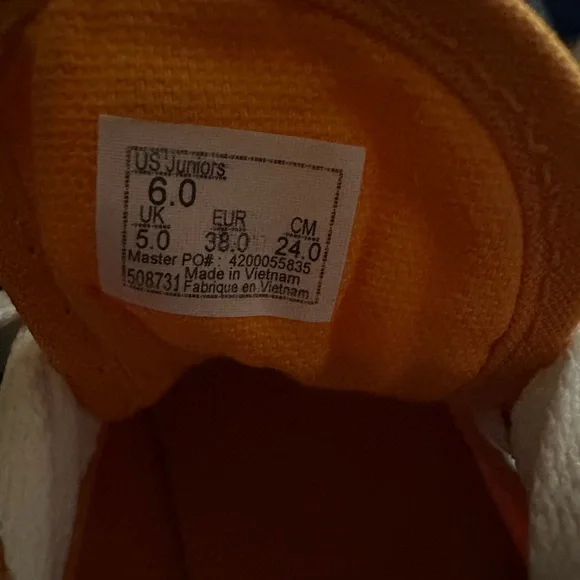 US Juniors
6.0
UK EUR CM
5.0 38.0 24.0
Master PO# : 4200055835
508731 Made in Vietnam
Fabrique en Vietnam